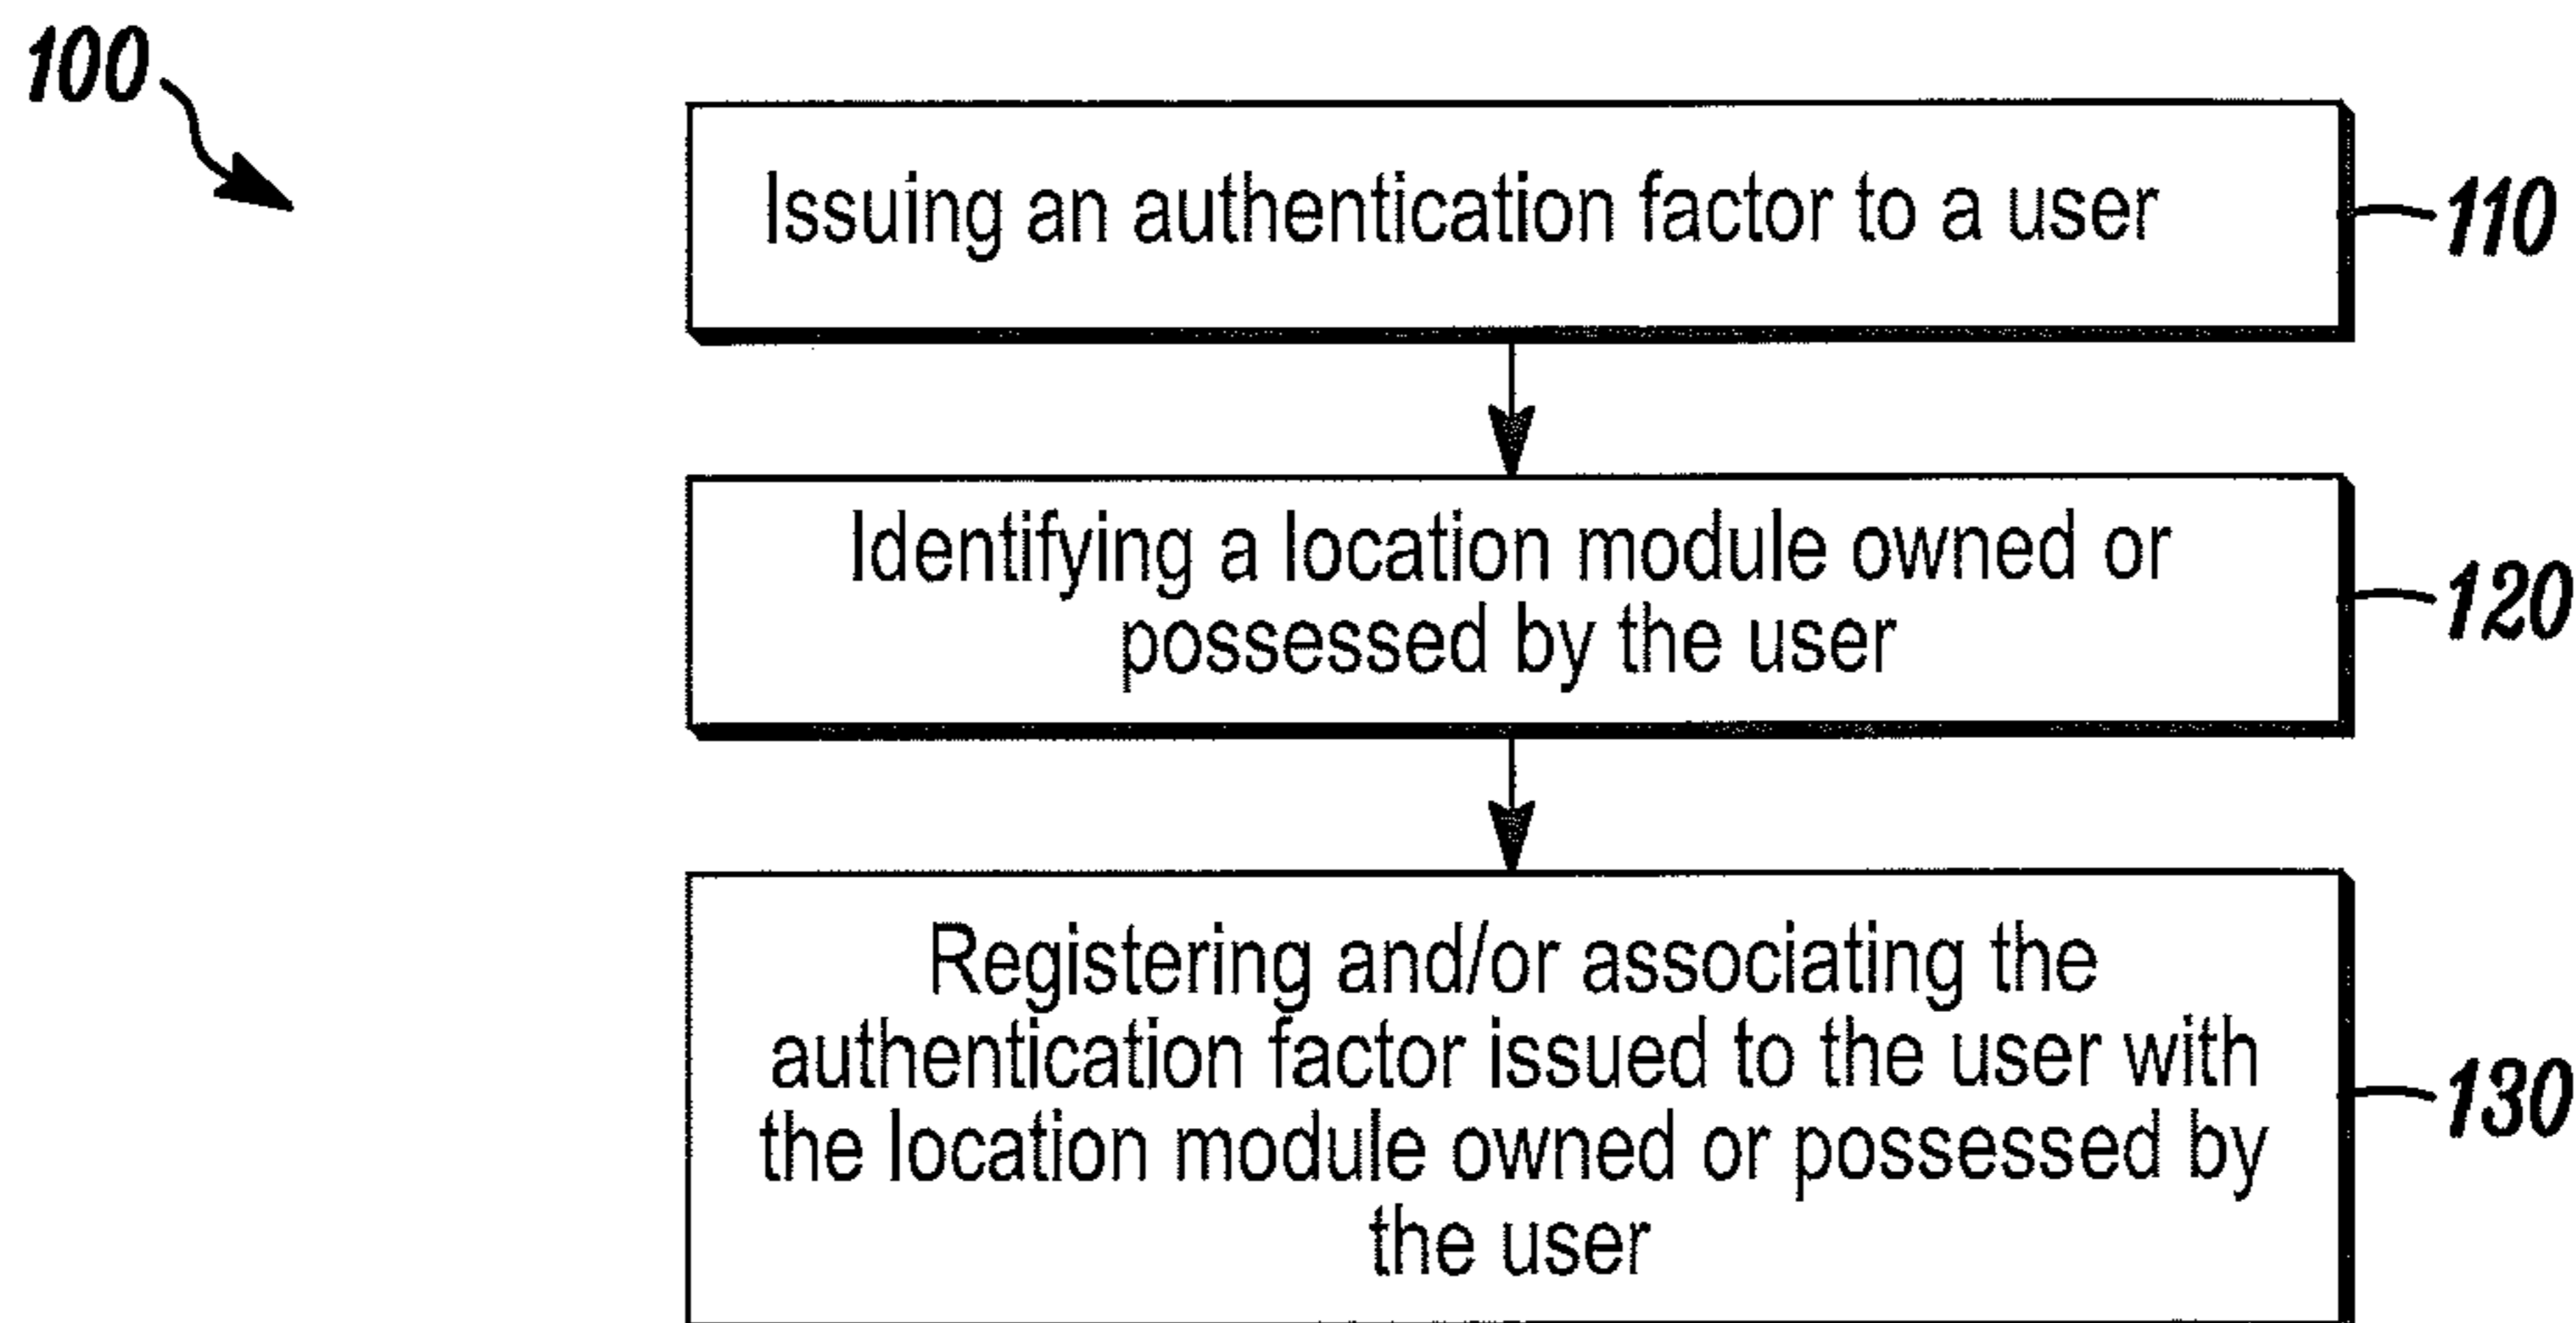 100
Issuing an authentication factor to a user
110
Identifying a location module owned or
possessed by the user
120
Registering and/or associating the
authentication factor issued to the user with
the location module owned or possessed by
the user
130